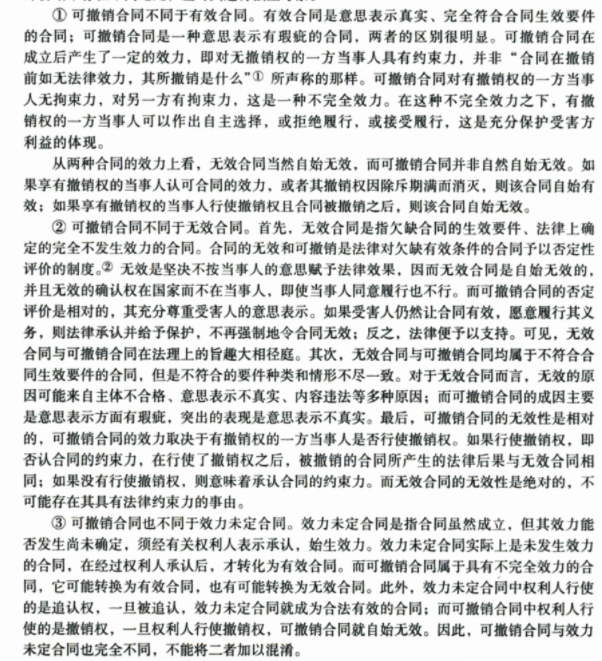 ① 可撤销合同不同于有效合同。有效合同是意思表示真实、完全符合合同生效要件
的合同；可撤销合同是一种意思表示有瑕疵的合同，两者的区别很明显。可撤销合同在
成立后产生了一定的效力，即对无撤销权的一方当事人具有约束力，并非“合同在撤销
前如无法律效力，其所撤销是什么”① 所声称的那样。可撤销合同对有撤销权的一方当事
人无拘束力，对另一方有拘束力，这是一种不完全效力。在这种不完全效力之下，有撤
销权的一方当事人可以作出自主选择，或拒绝履行，或接受履行，这是充分保护受害方
利益的体现。
从两种合同的效力上看，无效合同当然自始无效，而可撤销合同并非自然自始无效。如
果享有撤销权的当事人认可合同的效力，或者其撤销权因除斥期满而消灭，则该合同自始有
效；如果享有撤销权的当事人行使撤销权且合同被撤销之后，则该合同自始无效。
② 可撤销合同不同于无效合同。首先，无效合同是指欠缺合同的生效要件、法律上确
定的完全不发生效力的合同。合同的无效和可撤销是法律对欠缺有效条件的合同予以否定性
评价的制度。② 无效是坚决不按当事人的意思赋予法律效果，因而无效合同是自始无效的，
并且无效的确认权在国家而不在当事人，即使当事人同意履行也不行。而可撤销合同的否定
评价是相对的，其充分尊重受害人的意思表示。如果受害人仍然让合同有效，愿意履行其义
务，则法律承认并给予保护，不再强制地令合同无效；反之，法律便予以支持。可见，无效
合同与可撤销合同在法理上的旨趣大相径庭。其次，无效合同与可撤销合同均属于不符合合
同生效要件的合同，但是不符合的要件种类和情形不尽一致。对于无效合同而言，无效的原
因可能来自主体不合格、意思表示不真实、内容违法等多种原因；而可撤销合同的成因主要
是意思表示方面有瑕疵，突出的表现是意思表示不真实。最后，可撤销合同的无效性是相对
的，可撤销合同的效力取决于有撤销权的一方当事人是否行使撤销权。如果行使撤销权，即
否认合同的约束力，在行使了撤销权之后，被撤销的合同所产生的法律后果与无效合同相
同；如果没有行使撤销权，则意味着承认合同的约束力。而无效合同的无效性是绝对的，不
可能存在其具有法律约束力的事由。
③ 可撤销合同也不同于效力未定合同。效力未定合同是指合同虽然成立，但其效力能
否发生尚未确定，须经有关权利人表示承认，始生效力。效力未定合同实际上是未发生效力
的合同，在经过权利人承认后，才转化为有效合同。而可撤销合同属于具有不完全效力的合
同，它可能转换为有效合同，也有可能转换为无效合同。此外，效力未定合同中权利人行使
的是追认权，一旦被追认，效力未定合同就成为合法有效的合同；而可撤销合同中权利人行
使的是撤销权，一旦权利人行使撤销权，可撤销合同就自始无效。因此，可撤销合同与效力
未定合同也完全不同，不能将二者加以混淆。